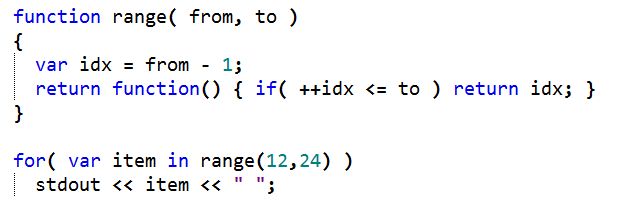 function range( from, to )
{
  var idx = from - 1;
  return function() { if( ++idx <= to ) return idx; }
}

for( var item in range(12,24) )
  stdout << item << " ";